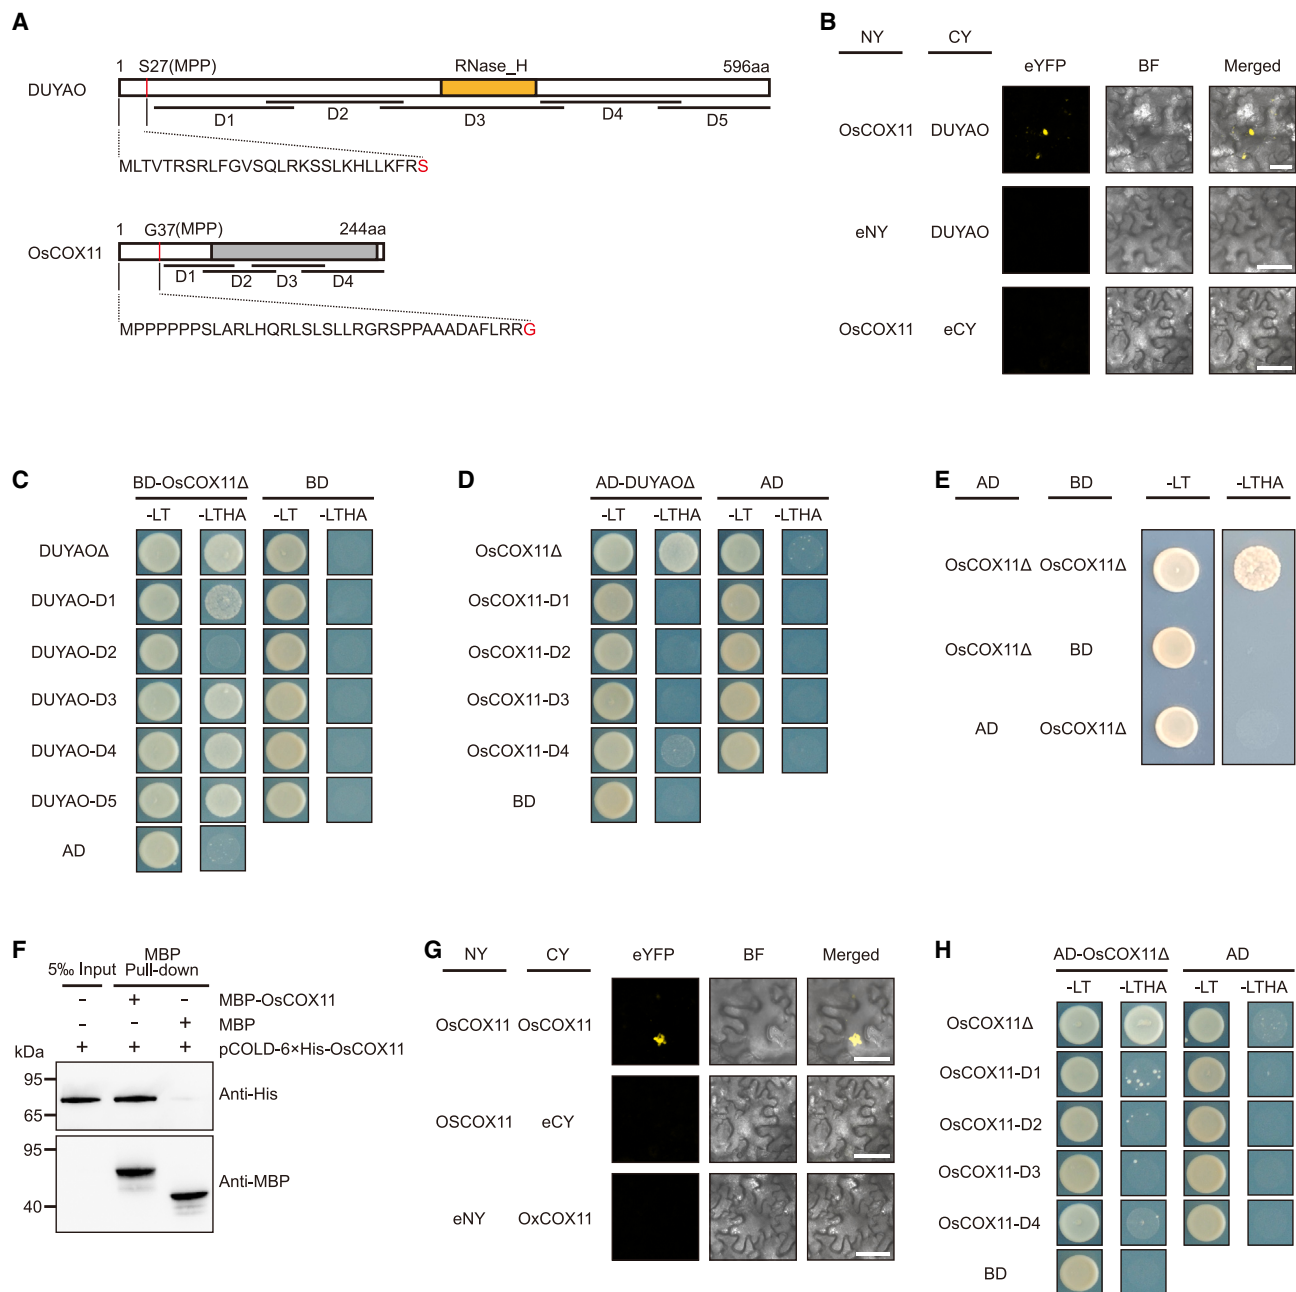 A
1 S27(MPP) RNase_H 596aa
DUYAO
D1 D2 D3 D4 D5
MLTVTRSRLFGVSQLRKSSLKHLLKFRS
1 G37(MPP) 244aa
OsCOX11
D1 D2 D3 D4
MPPPPPPSLARLHQRLSLSLLRGRSPPAAADAFLRRG
B
NY CY eYFP BF Merged
OsCOX11 DUYAO
eNY DUYAO
OsCOX11 eCY
C
BD-OsCOX11Δ BD
-LT -LTHA -LT -LTHA
DUYAOΔ
DUYAO-D1
DUYAO-D2
DUYAO-D3
DUYAO-D4
DUYAO-D5
AD
D
AD-DUYAOΔ AD
-LT -LTHA -LT -LTHA
OsCOX11Δ
OsCOX11-D1
OsCOX11-D2
OsCOX11-D3
OsCOX11-D4
BD
E
AD BD -LT -LTHA
OsCOX11Δ OsCOX11Δ
OsCOX11Δ BD
AD OsCOX11Δ
F
MBP
5‰ Input Pull-down
- + - MBP-OsCOX11
- - + MBP
+ + + pCOLD-6×His-OsCOX11
kDa
95
Anti-His
65
95
Anti-MBP
40
G
NY CY eYFP BF Merged
OsCOX11 OsCOX11
OSCOX11 eCY
eNY OxCOX11
H
AD-OsCOX11Δ AD
-LT -LTHA -LT -LTHA
OsCOX11Δ
OsCOX11-D1
OsCOX11-D2
OsCOX11-D3
OsCOX11-D4
BD